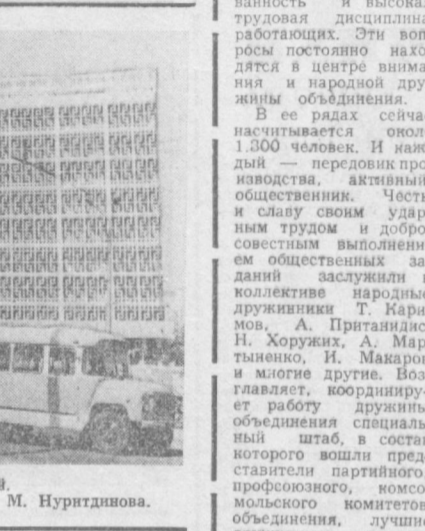 й.
М. Нуритдинова.
ванность и высокая
трудовая дисциплина
работающих. Эти воп
росы постоянно нахо
дятся в центре внима
ния и народной дру
жины объединения.
В ее рядах сейчас
насчитывается окол
1.300 человек. И каж
дый — передовик про
изводства, активный
общественник. Честь
и славу своим удар
ным трудом и добро
совестным выполнени
ем общественных за
даний заслужили
коллективе народные
дружинники Т. Кари
мов, А. Пританидис
Н. Хоружих, А. Мар
тыненко, И. Макаров
и многие другие. Воз
главляет, координиру-
ет работу дружины
объединения специаль
ный штаб, в состав
которого вошли пред-
ставители партийного
профсоюзного, комсо
мольского комитетов
объединения, лучшие